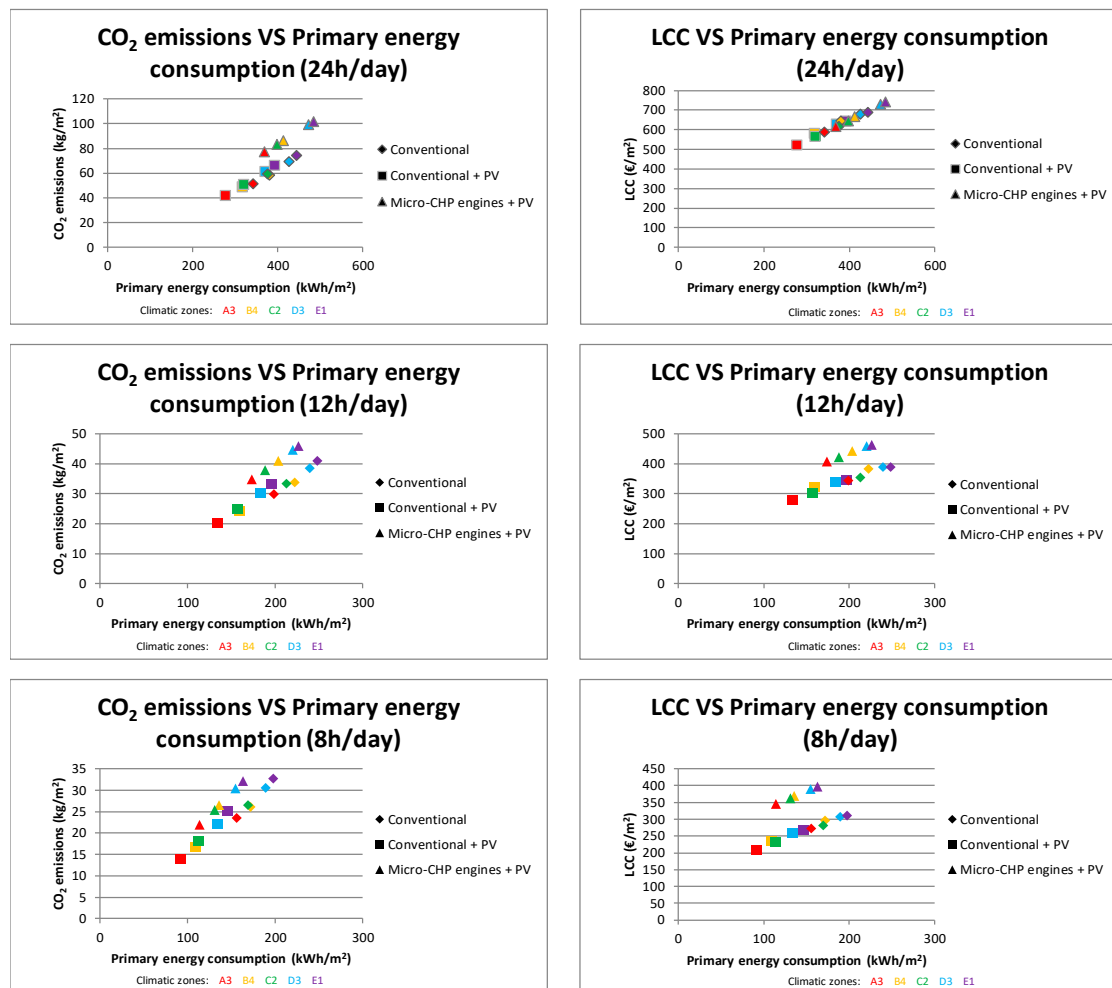 CO₂ emissions VS Primary energy
consumption (24h/day)
CO₂ emissions (kg/m²)
120
100
80
60
40
20
0
0 200 400 600
Primary energy consumption (kWh/m²)
Conventional
Conventional + PV
Micro-CHP engines + PV
Climatic zones: A3 B4 C2 D3 E1
LCC VS Primary energy consumption
(24h/day)
LCC (€/m²)
800
700
600
500
400
300
200
100
0
0 200 400 600
Primary energy consumption (kWh/m²)
Conventional
Conventional + PV
Micro-CHP engines + PV
Climatic zones: A3 B4 C2 D3 E1
CO₂ emissions VS Primary energy
consumption (12h/day)
CO₂ emissions (kg/m²)
50
40
30
20
10
0
0 100 200 300
Primary energy consumption (kWh/m²)
Conventional
Conventional + PV
Micro-CHP engines + PV
Climatic zones: A3 B4 C2 D3 E1
LCC VS Primary energy consumption
(12h/day)
LCC (€/m²)
500
400
300
200
100
0
0 100 200 300
Primary energy consumption (kWh/m²)
Conventional
Conventional + PV
Micro-CHP engines + PV
Climatic zones: A3 B4 C2 D3 E1
CO₂ emissions VS Primary energy
consumption (8h/day)
CO₂ emissions (kg/m²)
35
30
25
20
15
10
5
0
0 100 200 300
Primary energy consumption (kWh/m²)
Conventional
Conventional + PV
Micro-CHP engines + PV
Climatic zones: A3 B4 C2 D3 E1
LCC VS Primary energy consumption
(8h/day)
LCC (€/m²)
450
400
350
300
250
200
150
100
50
0
0 100 200 300
Primary energy consumption (kWh/m²)
Conventional
Conventional + PV
Micro-CHP engines + PV
Climatic zones: A3 B4 C2 D3 E1